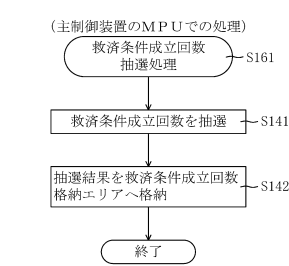 (主制御装置のMPUでの処理)
救済条件成立回数
抽選処理
S161
救済条件成立回数を抽選
S141
抽選結果を救済条件成立回数
格納エリアへ格納
S142
終了